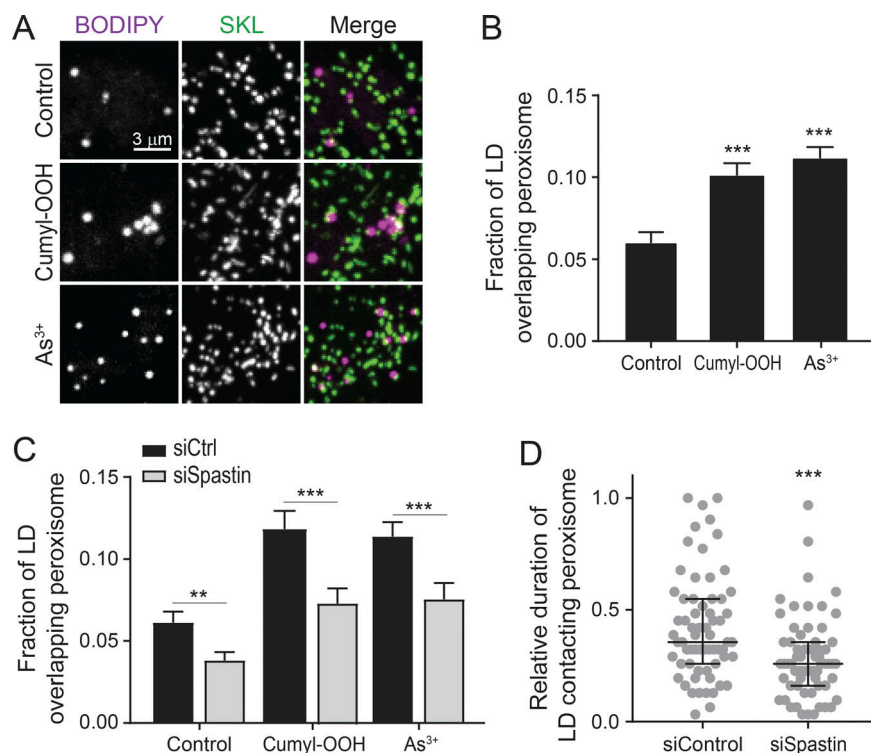 A
BODIPY SKL Merge
Control
3 μm
Cumyl-OOH
As³⁺
B
Fraction of LD
overlapping peroxisome
0.15
0.10
0.05
0.00
***
***
Control Cumyl-OOH As³⁺
C
siCtrl
siSpastin
Fraction of LD
overlapping peroxisome
0.15
0.10
0.05
0.00
**
***
***
Control Cumyl-OOH As³⁺
D
Relative duration of
LD contacting peroxisome
1.0
0.5
0.0
***
siControl siSpastin